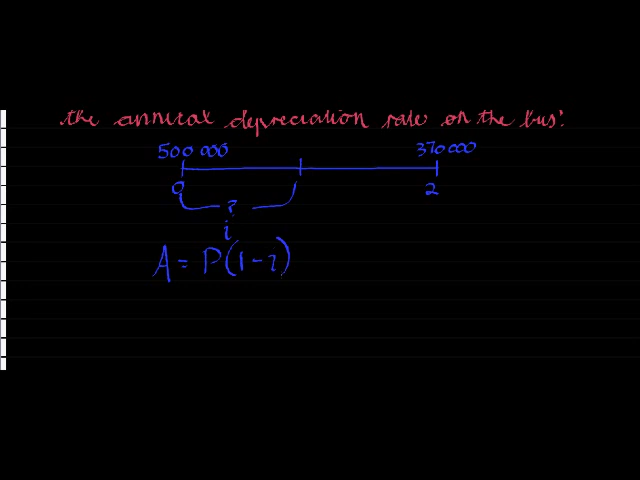 the annual depreciation rate on the bus?
500 000 370 000
0 ? 2
i
A = P(1 - i)